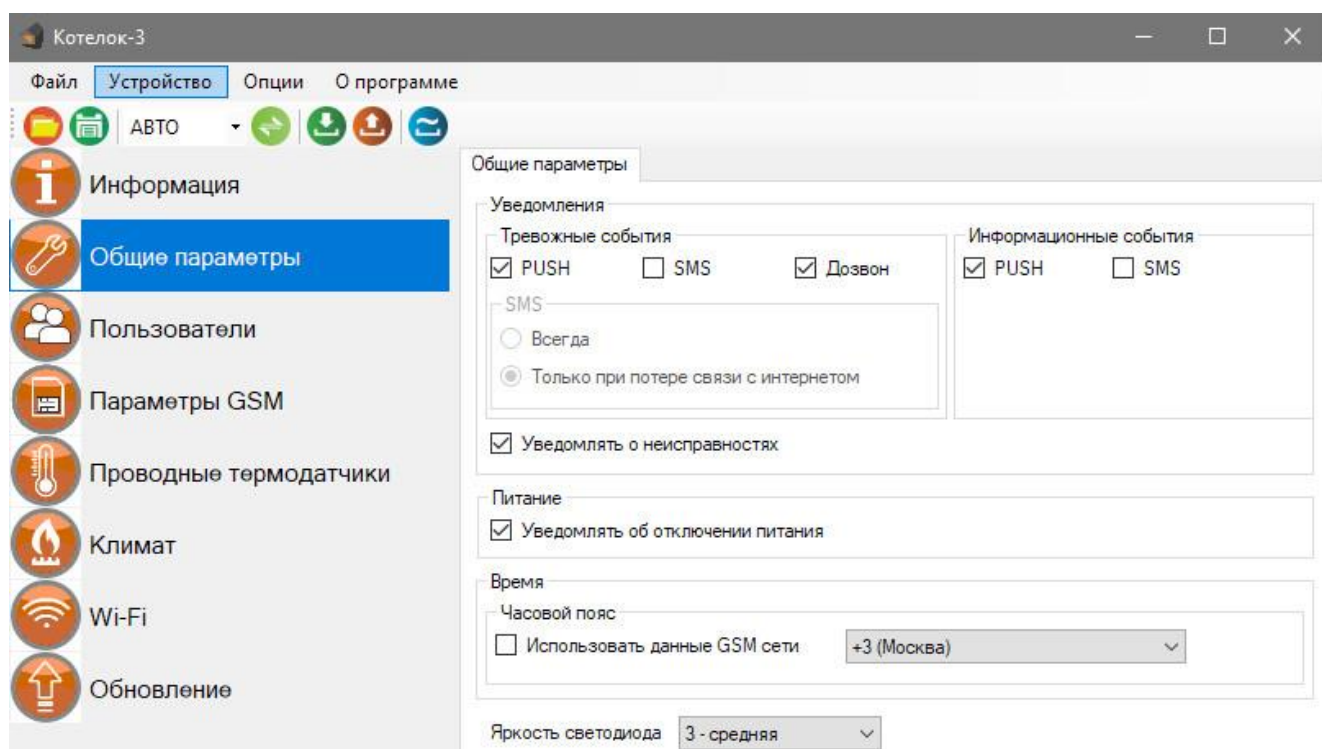 Котелок-3
Файл Устройство Опции О программе
АВТО
Информация
Общие параметры
Пользователи
Параметры GSM
Проводные термодатчики
Климат
Wi-Fi
Обновление
Общие параметры
Уведомления
Тревожные события
PUSH SMS Дозвон
SMS
Всегда
Только при потере связи с интернетом
Информационные события
PUSH SMS
Уведомлять о неисправностях
Питание
Уведомлять об отключении питания
Время
Часовой пояс
Использовать данные GSM сети +3 (Москва)
Яркость светодиода 3 - средняя